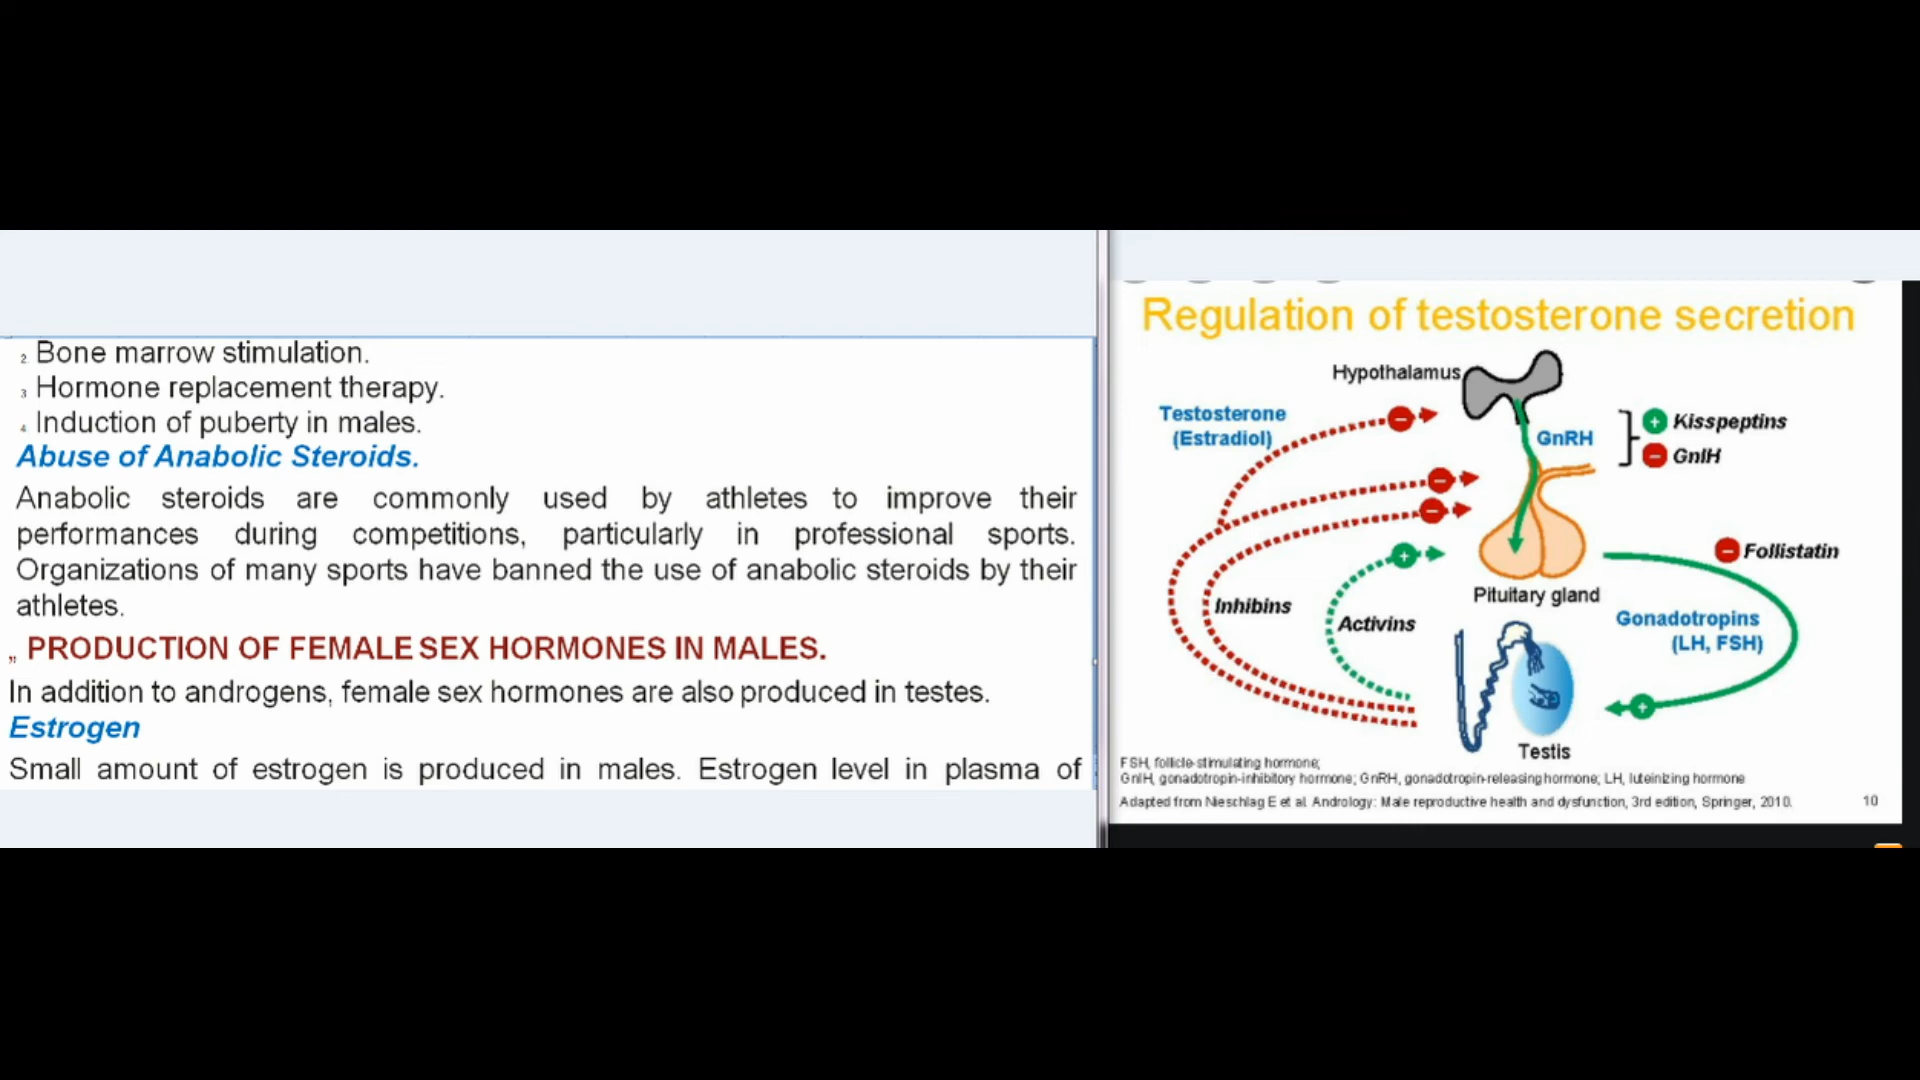 2 Bone marrow stimulation.
3 Hormone replacement therapy.
4 Induction of puberty in males.
Abuse of Anabolic Steroids.
Anabolic steroids are commonly used by athletes to improve their
performances during competitions, particularly in professional sports.
Organizations of many sports have banned the use of anabolic steroids by their
athletes.
„ PRODUCTION OF FEMALE SEX HORMONES IN MALES.
In addition to androgens, female sex hormones are also produced in testes.
Estrogen
Small amount of estrogen is produced in males. Estrogen level in plasma of
Regulation of testosterone secretion
Hypothalamus
Testosterone
(Estradiol)
GnRH
+ Kisspeptins
− GnIH
−
−
−
+
− Follistatin
Pituitary gland
Inhibins
Activins
Gonadotropins
(LH, FSH)
+
Testis
FSH, follicle-stimulating hormone;
GnIH, gonadotropin-inhibitory hormone; GnRH, gonadotropin-releasing hormone; LH, luteinizing hormone
Adapted from Nieschlag E et al. Andrology: Male reproductive health and dysfunction, 3rd edition, Springer, 2010.
10